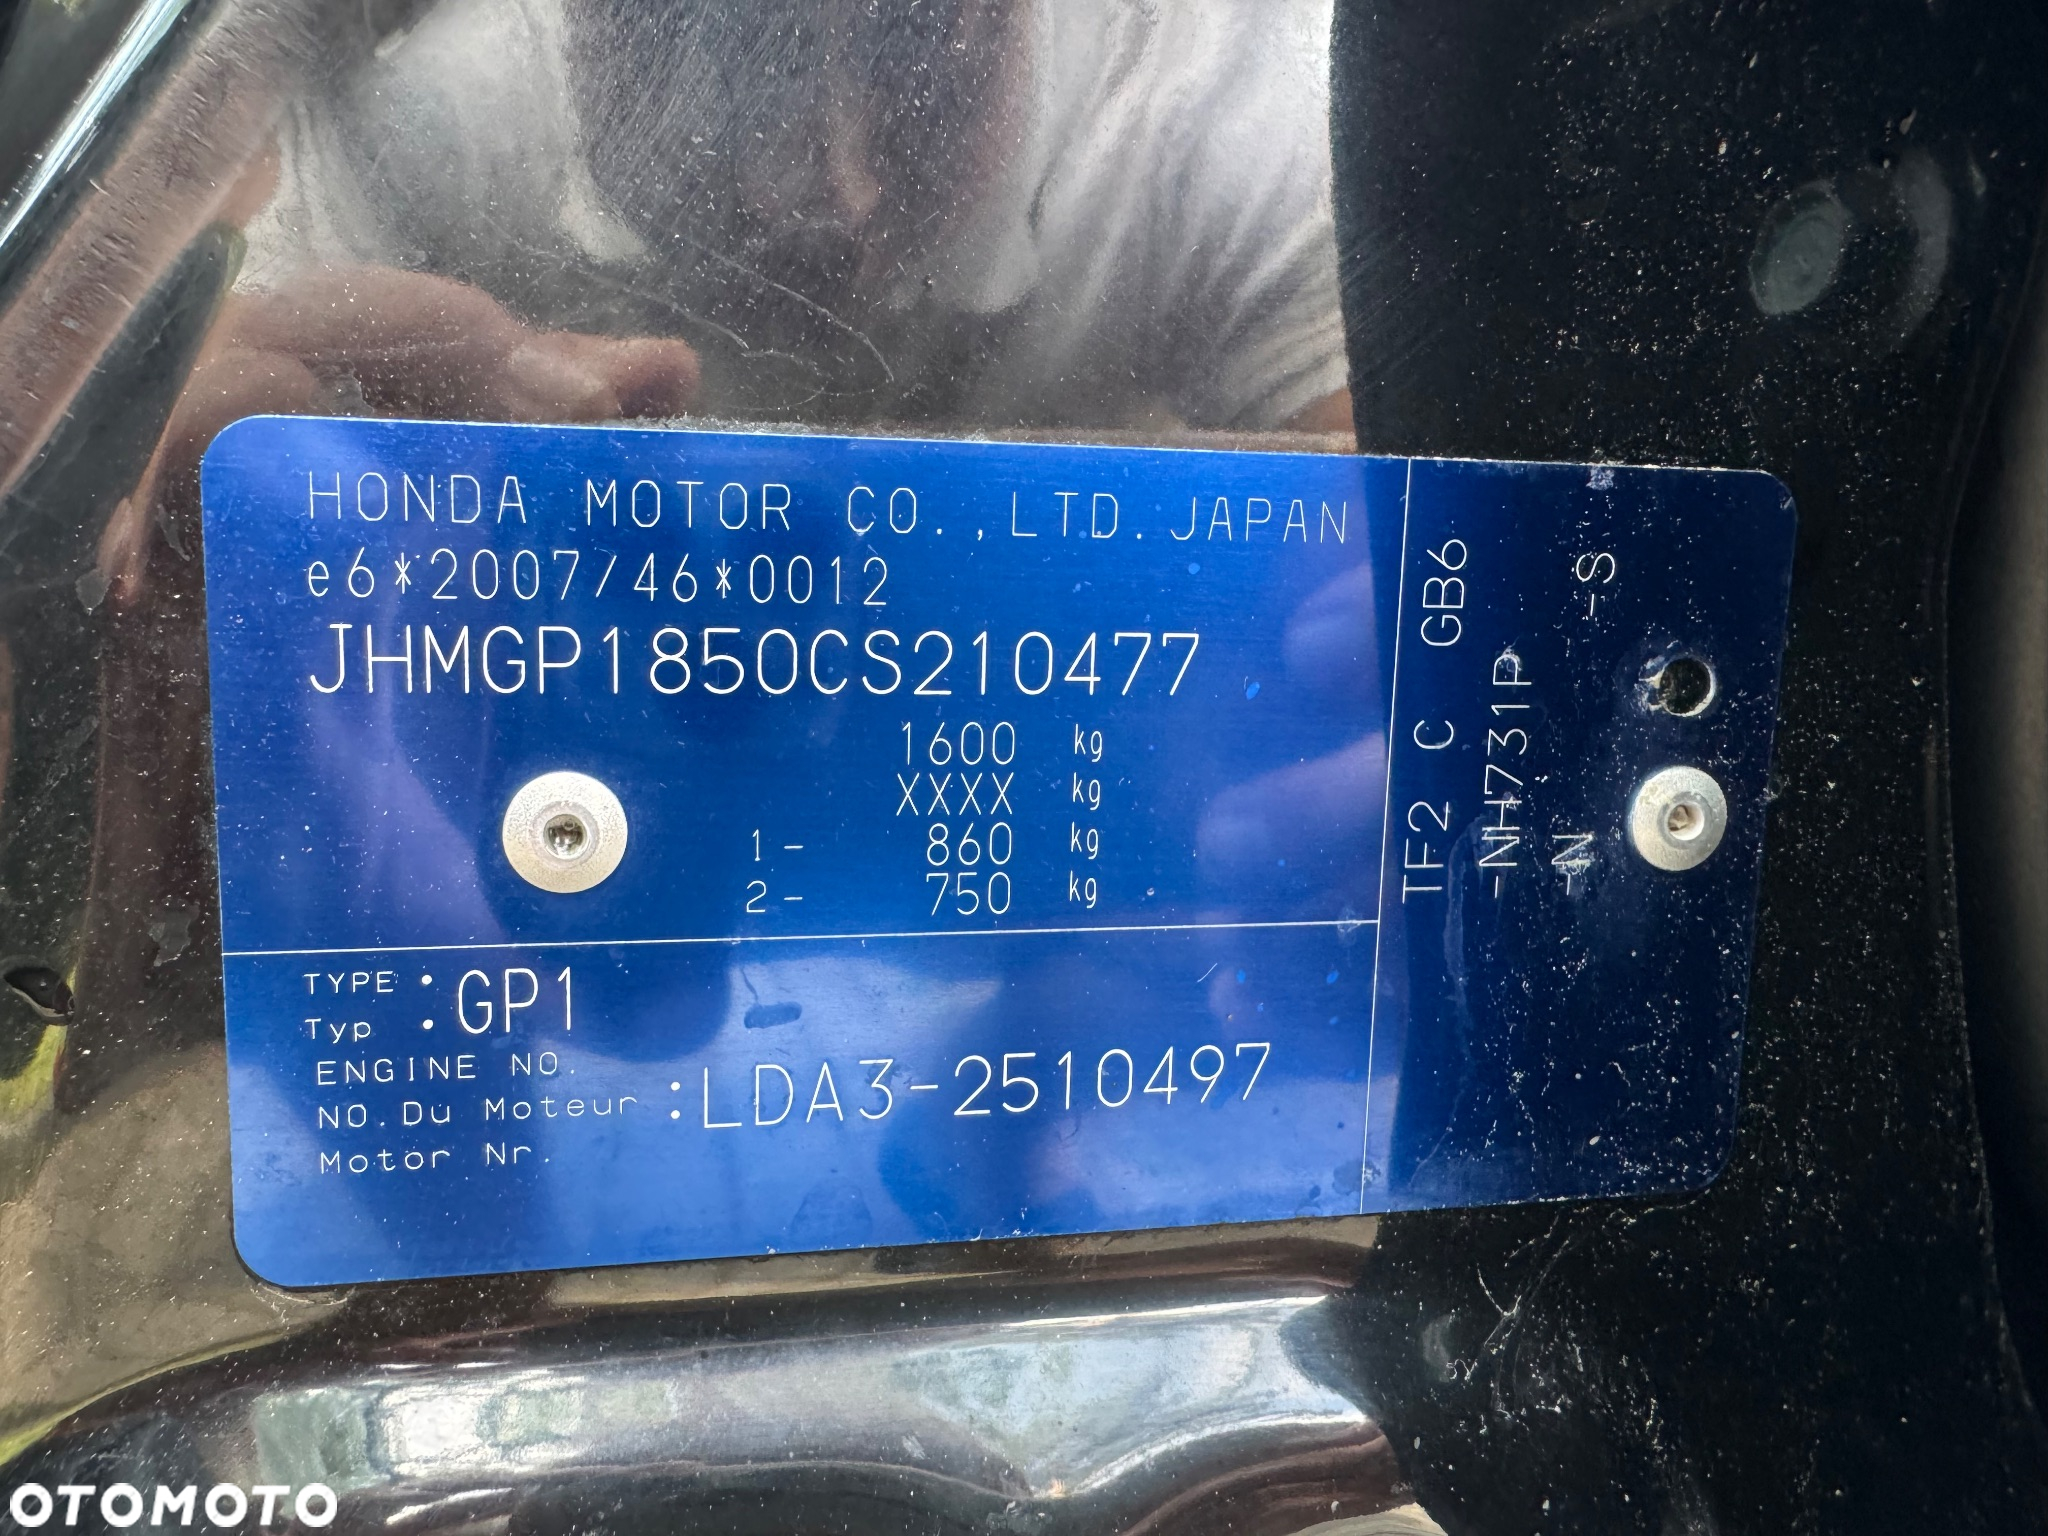 HONDA MOTOR CO.,LTD.JAPAN
e6*2007/46*0012
JHMGP1850CS210477
1600 kg
XXXX kg
1- 860 kg
2- 750 kg
TYPE : GP1
Typ :
ENGINE NO.
NO.Du Moteur :LDA3-2510497
Motor Nr.
TF2 C GB6
-NH731P
-N -S
OTOMOTO